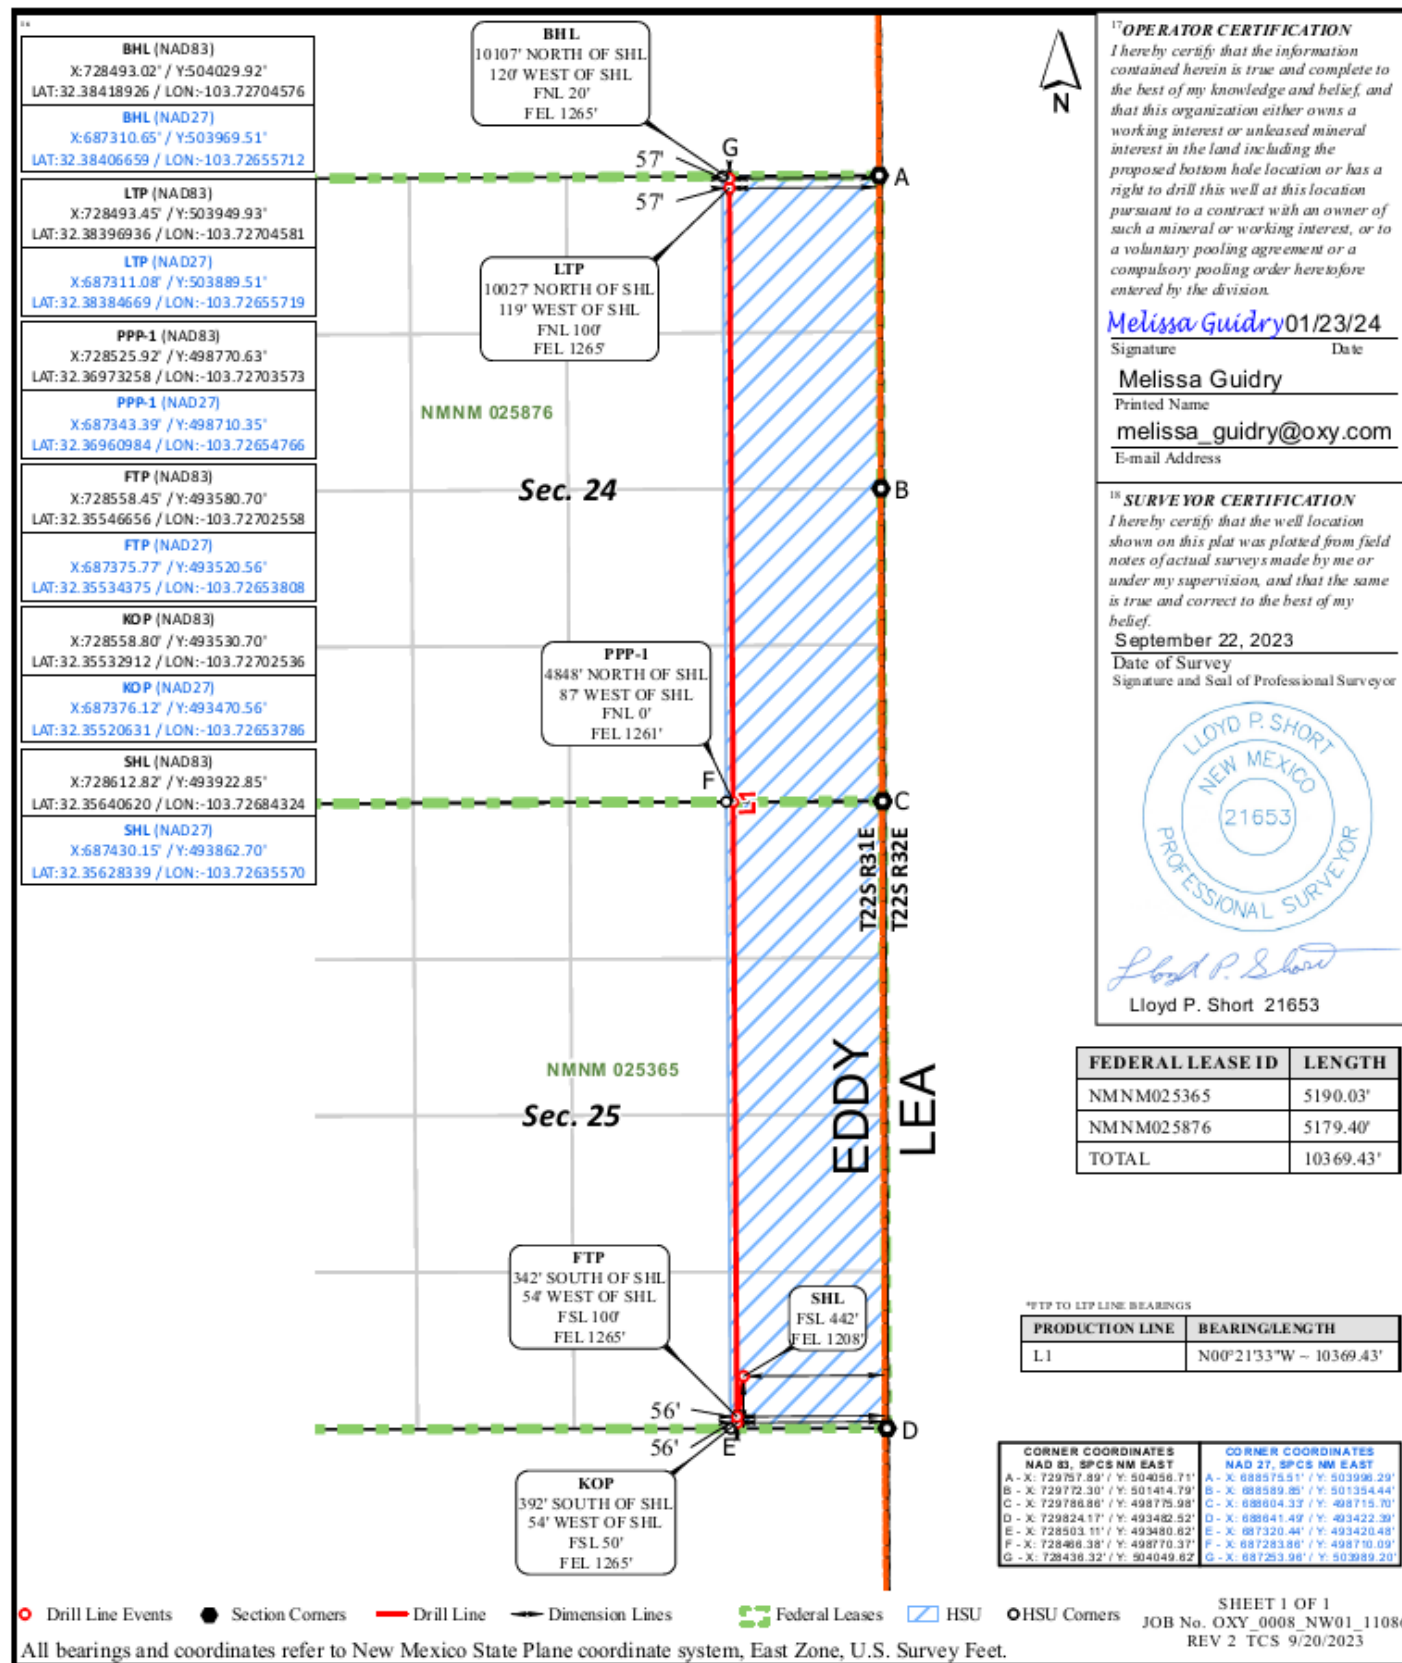 16
BHL (NAD83)
X:728493.02' / Y:504029.92'
LAT:32.38418926 / LON:-103.72704576
BHL (NAD27)
X:687310.65' / Y:503969.51'
LAT:32.38406659 / LON:-103.72655712
LTP (NAD83)
X:728493.45' / Y:503949.93'
LAT:32.38396936 / LON:-103.72704581
LTP (NAD27)
X:687311.08' / Y:503889.51'
LAT:32.38384669 / LON:-103.72655719
PPP-1 (NAD83)
X:728525.92' / Y:498770.63'
LAT:32.36973258 / LON:-103.72703573
PPP-1 (NAD27)
X:687343.39' / Y:498710.35'
LAT:32.36960984 / LON:-103.72654766
FTP (NAD83)
X:728558.45' / Y:493580.70'
LAT:32.35546656 / LON:-103.72702558
FTP (NAD27)
X:687375.77' / Y:493520.56'
LAT:32.35534375 / LON:-103.72653808
KOP (NAD83)
X:728558.80' / Y:493530.70'
LAT:32.35532912 / LON:-103.72702536
KOP (NAD27)
X:687376.12' / Y:493470.56'
LAT:32.35520631 / LON:-103.72653786
SHL (NAD83)
X:728612.82' / Y:493922.85'
LAT:32.35640620 / LON:-103.72684324
SHL (NAD27)
X:687430.15' / Y:493862.70'
LAT:32.35628339 / LON:-103.72635570
BHL
10107' NORTH OF SHL
120' WEST OF SHL
FNL 20'
FEL 1265'
N
G
57'
A
57'
LTP
10027' NORTH OF SHL
119' WEST OF SHL
FNL 100'
FEL 1265'
NMNM 025876
Sec. 24
B
PPP-1
4848' NORTH OF SHL
87' WEST OF SHL
FNL 0'
FEL 1261'
F
L1
C
T22S R31E
T22S R32E
NMNM 025365
Sec. 25
EDDY
LEA
FTP
342' SOUTH OF SHL
54' WEST OF SHL
FSL 100'
FEL 1265'
SHL
FSL 442'
FEL 1208'
56'
56'
E
D
KOP
392' SOUTH OF SHL
54' WEST OF SHL
FSL 50'
FEL 1265'
17 OPERATOR CERTIFICATION
I hereby certify that the information
contained herein is true and complete to
the best of my knowledge and belief, and
that this organization either owns a
working interest or unleased mineral
interest in the land including the
proposed bottom hole location or has a
right to drill this well at this location
pursuant to a contract with an owner of
such a mineral or working interest, or to
a voluntary pooling agreement or a
compulsory pooling order heretofore
entered by the division.
Melissa Guidry 01/23/24
Signature Date
Melissa Guidry
Printed Name
melissa_guidry@oxy.com
E-mail Address
18 SURVEYOR CERTIFICATION
I hereby certify that the well location
shown on this plat was plotted from field
notes of actual surveys made by me or
under my supervision, and that the same
is true and correct to the best of my
belief.
September 22, 2023
Date of Survey
Signature and Seal of Professional Surveyor
LLOYD P. SHORT
NEW MEXICO
21653
PROFESSIONAL SURVEYOR
Lloyd P. Short
Lloyd P. Short 21653
FEDERAL LEASE ID LENGTH
NMNM025365 5190.03'
NMNM025876 5179.40'
TOTAL 10369.43'
*FTP TO LTP LINE BEARINGS
PRODUCTION LINE BEARING/LENGTH
L1 N00°21'33"W ~ 10369.43'
CORNER COORDINATES
NAD 83, SPCS NM EAST
A - X: 729757.89' / Y: 504056.71'
B - X: 729772.30' / Y: 501414.79'
C - X: 729786.86' / Y: 498775.98'
D - X: 729824.17' / Y: 493482.52'
E - X: 728503.11' / Y: 493480.62'
F - X: 728466.38' / Y: 498770.37'
G - X: 728436.32' / Y: 504049.62'
CORNER COORDINATES
NAD 27, SPCS NM EAST
A - X: 688575.51' / Y: 503996.29'
B - X: 688589.85' / Y: 501354.44'
C - X: 688604.33' / Y: 498715.70'
D - X: 688641.49' / Y: 493422.39'
E - X: 687320.44' / Y: 493420.48'
F - X: 687283.86' / Y: 498710.09'
G - X: 687253.96' / Y: 503989.20'
Drill Line Events Section Corners Drill Line Dimension Lines Federal Leases HSU HSU Corners
SHEET 1 OF 1
JOB No. OXY_0008_NW01_1108
REV 2 TCS 9/20/2023
All bearings and coordinates refer to New Mexico State Plane coordinate system, East Zone, U.S. Survey Feet.